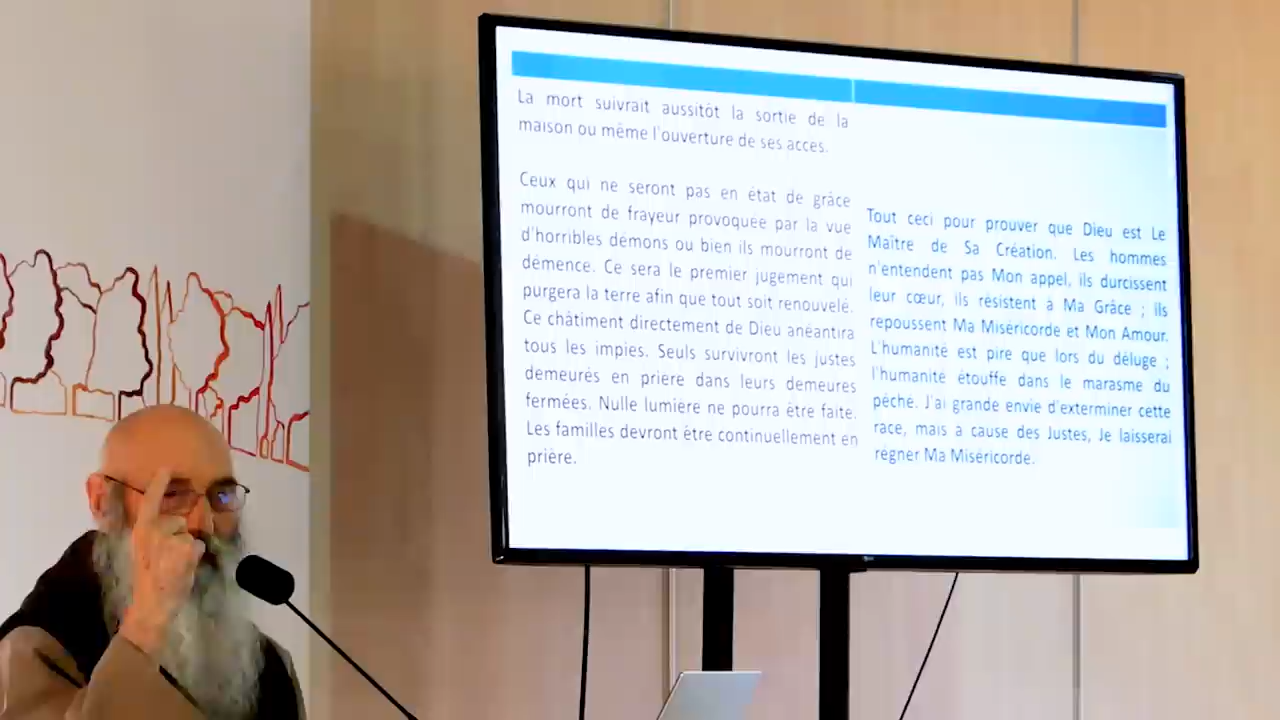 La mort suivrait aussitôt la sortie de la
maison ou même l'ouverture de ses accès.
Ceux qui ne seront pas en état de grâce
mourront de frayeur provoquée par la vue
d'horribles démons ou bien ils mourront de
démence. Ce sera le premier jugement qui
purgera la terre afin que tout soit renouvelé.
Ce châtiment directement de Dieu anéantira
tous les impies. Seuls survivront les justes
demeurés en prière dans leurs demeures
fermées. Nulle lumière ne pourra être faite.
Les familles devront être continuellement en
prière.
Tout ceci pour prouver que Dieu est Le
Maître de Sa Création. Les hommes
n'entendent pas Mon appel, ils durcissent
leur cœur, ils résistent à Ma Grâce ; ils
repoussent Ma Miséricorde et Mon Amour.
L'humanité est pire que lors du déluge ;
l'humanité étouffe dans le marasme du
péché. J'ai grande envie d'exterminer cette
race, mais à cause des Justes, Je laisserai
régner Ma Miséricorde.